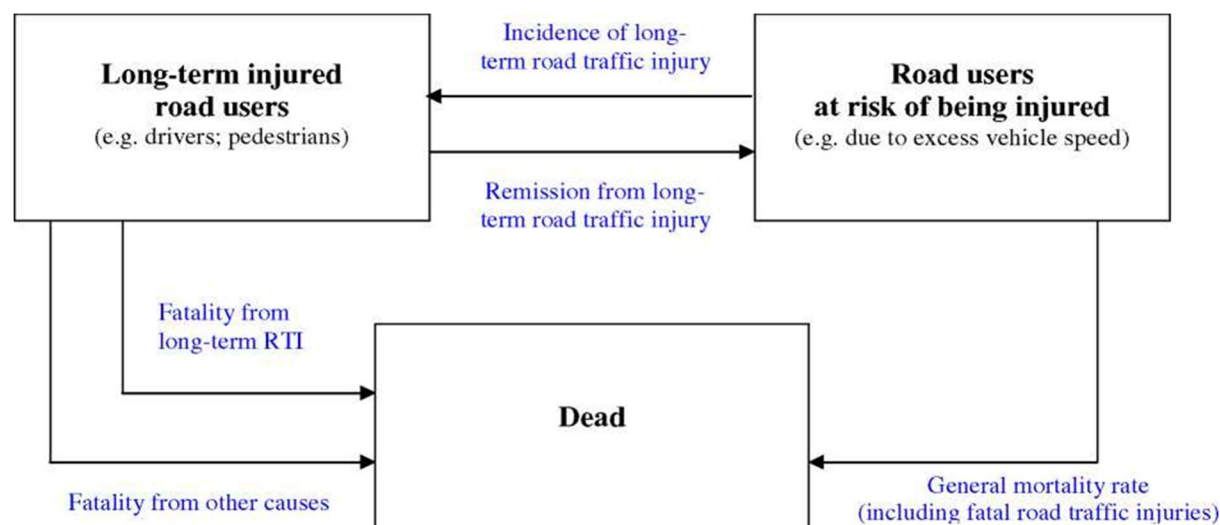 Long-term injured
road users
(e.g. drivers; pedestrians)
Incidence of long-
term road traffic injury
Road users
at risk of being injured
(e.g. due to excess vehicle speed)
Remission from long-
term road traffic injury
Fatality from
long-term RTI
Dead
Fatality from other causes
General mortality rate
(including fatal road traffic injuries)